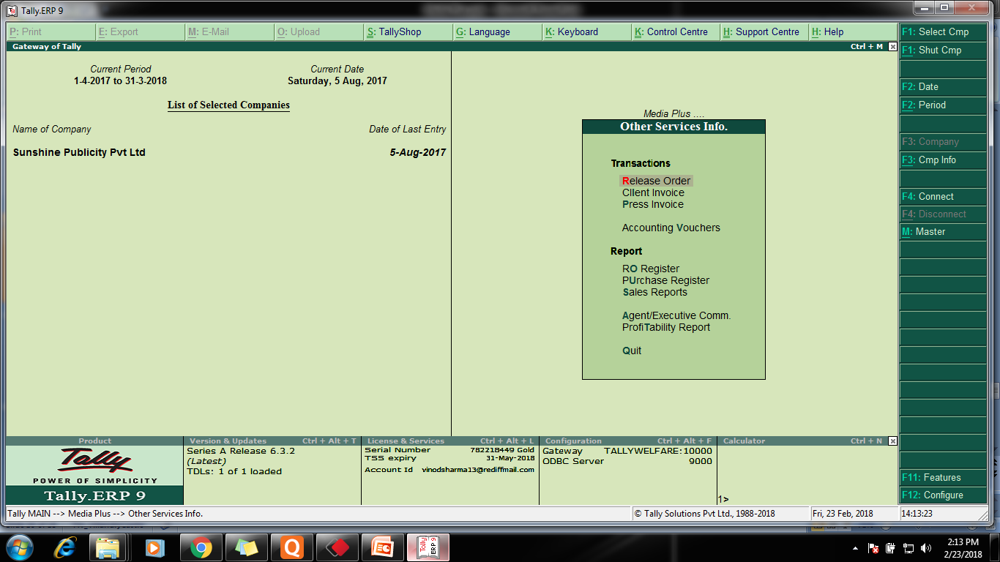 Tally.ERP 9
P: Print E: Export M: E-Mail O: Upload S: TallyShop G: Language K: Keyboard K: Control Centre H: Support Centre H: Help
Gateway of Tally Ctrl + M
Current Period Current Date
1-4-2017 to 31-3-2018 Saturday, 5 Aug, 2017
List of Selected Companies
Name of Company Date of Last Entry
Sunshine Publicity Pvt Ltd 5-Aug-2017
Media Plus ....
Other Services Info.
Transactions
Release Order
ClIent Invoice
Press Invoice
Accounting Vouchers
Report
RO Register
PUrchase Register
Sales Reports
Agent/Executive Comm.
ProfiTability Report
Quit
F1: Select Cmp
F1: Shut Cmp
F2: Date
F2: Period
F3: Company
F3: Cmp Info
F4: Connect
F4: Disconnect
M: Master
F11: Features
F12: Configure
Product
Tally
POWER OF SIMPLICITY
Tally.ERP 9
Version & Updates Ctrl + Alt + T
Series A Release 6.3.2
(Latest)
TDLs: 1 of 1 loaded
License & Services Ctrl + Alt + L
Serial Number 782218449 Gold
TSS expiry 31-May-2018
Account Id vinodsharma13@rediffmail.com
Configuration Ctrl + Alt + F
Gateway TALLYWELFARE:10000
ODBC Server 9000
Calculator Ctrl + N
1>
Tally MAIN --> Media Plus --> Other Services Info. © Tally Solutions Pvt Ltd., 1988-2018 Fri, 23 Feb, 2018 14:13:23
Tally ERP 9
2:13 PM
2/23/2018